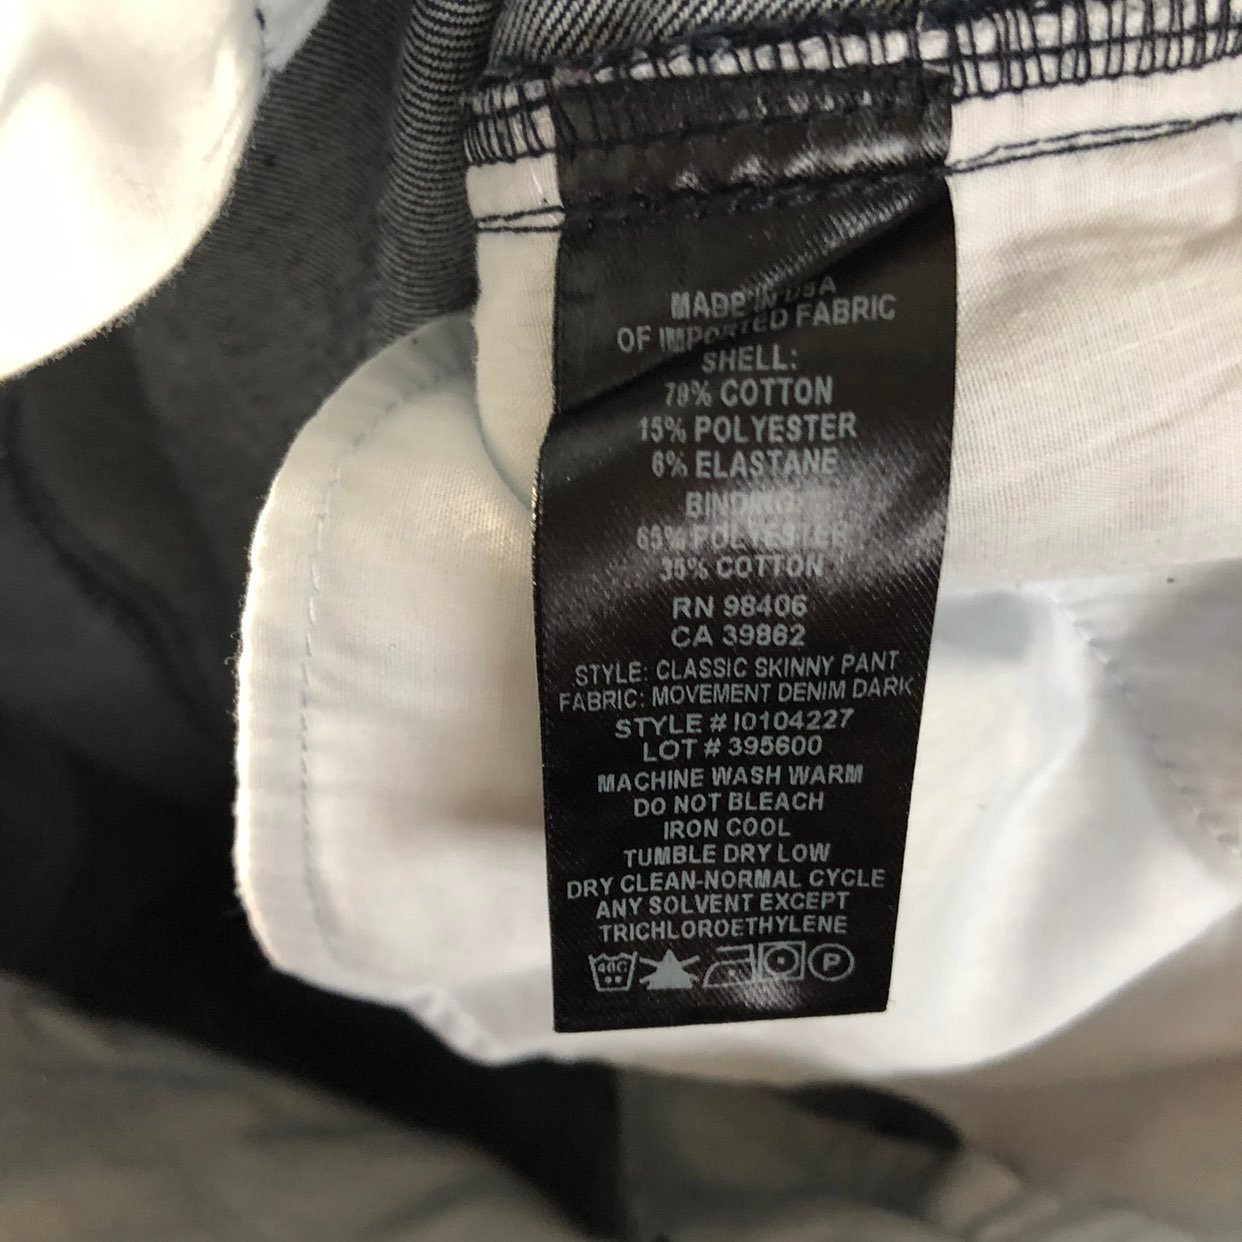 MADE IN USA
OF IMPORTED FABRIC
SHELL:
79% COTTON
15% POLYESTER
6% ELASTANE
BINDING:
65% POLYESTER
35% COTTON
RN 98406
CA 39862
STYLE: CLASSIC SKINNY PANT
FABRIC: MOVEMENT DENIM DARK
STYLE # I0104227
LOT # 395600
MACHINE WASH WARM
DO NOT BLEACH
IRON COOL
TUMBLE DRY LOW
DRY CLEAN-NORMAL CYCLE
ANY SOLVENT EXCEPT
TRICHLOROETHYLENE
40C P